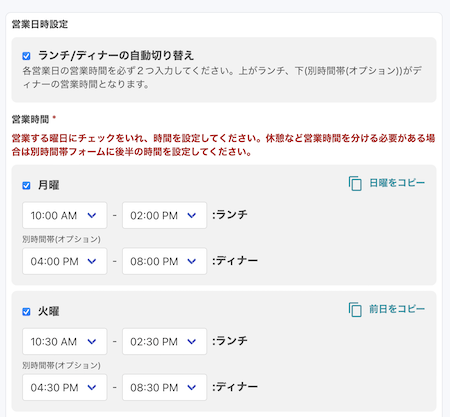 営業日時設定
ランチ/ディナーの自動切り替え
各営業日の営業時間を必ず２つ入力してください。上がランチ、下(別時間帯(オプション))がデ
ィナーの営業時間となります。
営業時間 *
営業する曜日にチェックをいれ、時間を設定してください。休憩など営業時間を分ける必要がある場
合は別時間帯フォームに後半の時間を設定してください。
月曜 日曜をコピー
10:00 AM - 02:00 PM :ランチ
別時間帯(オプション)
04:00 PM - 08:00 PM :ディナー
火曜 前日をコピー
10:30 AM - 02:30 PM :ランチ
別時間帯(オプション)
04:30 PM - 08:30 PM :ディナー